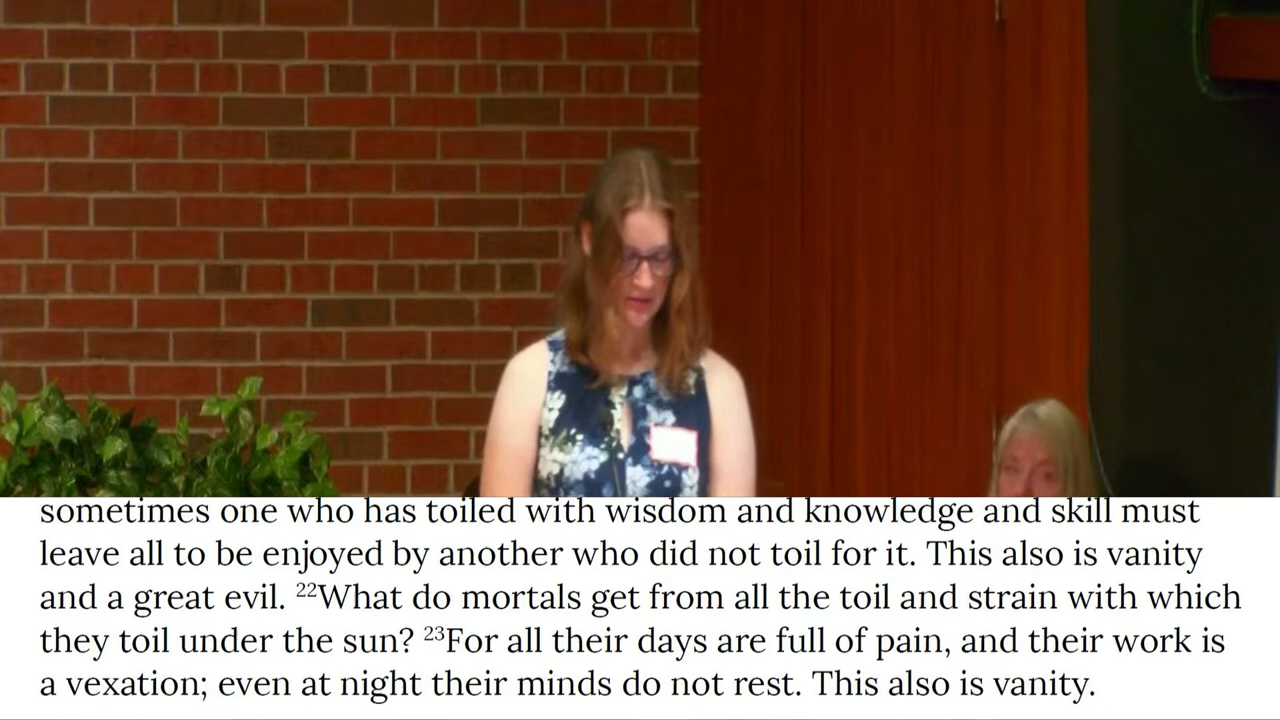 sometimes one who has toiled with wisdom and knowledge and skill must
leave all to be enjoyed by another who did not toil for it. This also is vanity
and a great evil. ²²What do mortals get from all the toil and strain with which
they toil under the sun? ²³For all their days are full of pain, and their work is
a vexation; even at night their minds do not rest. This also is vanity.